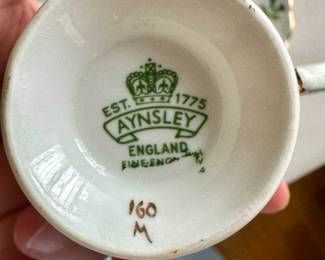 EST. 1775
AYNSLEY
ENGLAND
160
M